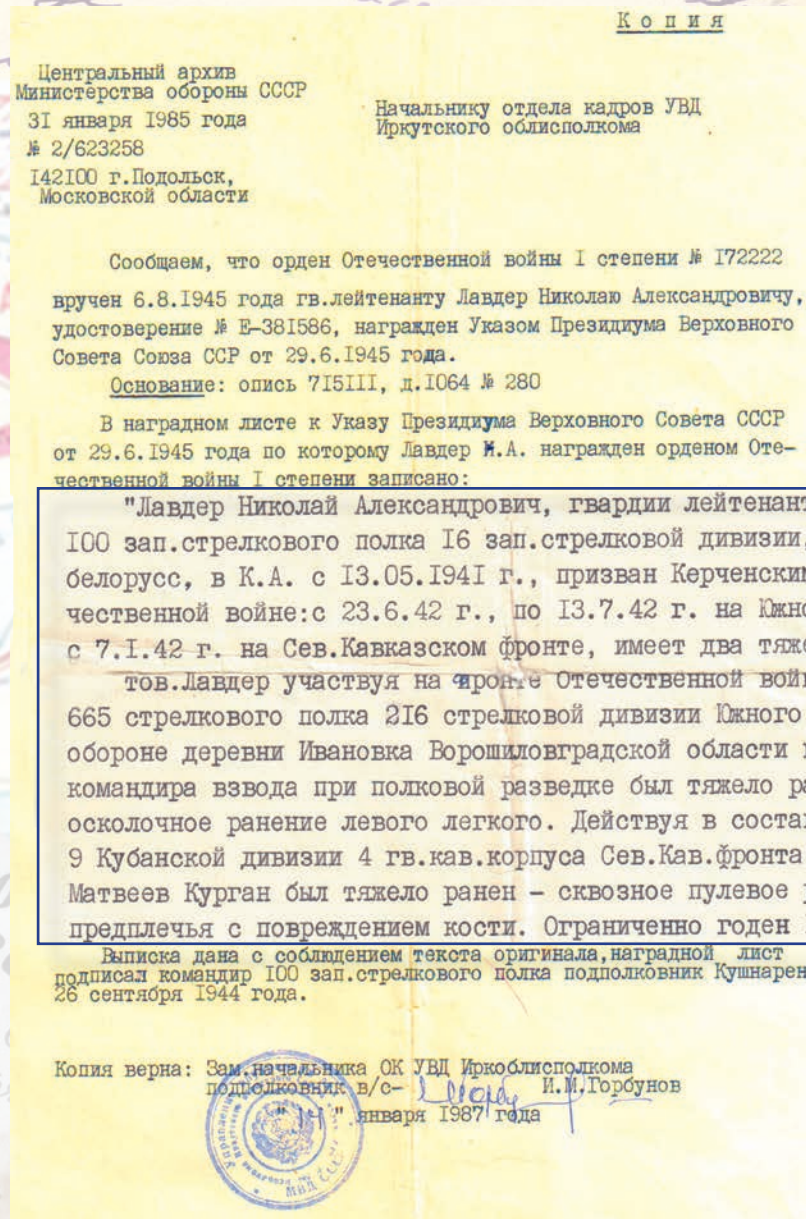 Копия
Центральный архив
Министерства обороны СССР
31 января 1985 года
№ 2/623258
142100 г.Подольск,
Московской области
Начальнику отдела кадров УВД
Иркутского облисполкома
Сообщаем, что орден Отечественной войны I степени № 172222
вручен 6.8.1945 года гв.лейтенанту Лавдер Николаю Александровичу,
удостоверение № Е-381586, награжден Указом Президиума Верховного
Совета Союза ССР от 29.6.1945 года.
Основание: опись 715111, д.1064 № 280
В наградном листе к Указу Президиума Верховного Совета СССР
от 29.6.1945 года по которому Лавдер Н.А. награжден орденом Оте-
чественной войны I степени записано:
"Лавдер Николай Александрович, гвардии лейтенант
100 зап.стрелкового полка 16 зап.стрелковой дивизии,
белорусс, в К.А. с 13.05.1941 г., призван Керченским
чественной войне:с 23.6.42 г., по 13.7.42 г. на Южно
с 7.1.42 г. на Сев.Кавказском фронте, имеет два тяже
тов.Лавдер участвуя на фронте Отечественной вой
665 стрелкового полка 216 стрелковой дивизии Южного
обороне деревни Ивановка Ворошиловградской области
командира взвода при полковой разведке был тяжело ра
осколочное ранение левого легкого. Действуя в соста
9 Кубанской дивизии 4 гв.кав.корпуса Сев.Кав.фронта
Матвеев Курган был тяжело ранен - сквозное пулевое
предплечья с повреждением кости. Ограниченно годен
Выписка дана с соблюдением текста оригинала,наградной лист
подписал командир 100 зап.стрелкового полка подполковник Кушнарен
26 сентября 1944 года.
Копия верна: Зам.начальника ОК УВД Иркоблисполкома
подполковник в/с- И.М.Горбунов
"14" января 1987 года